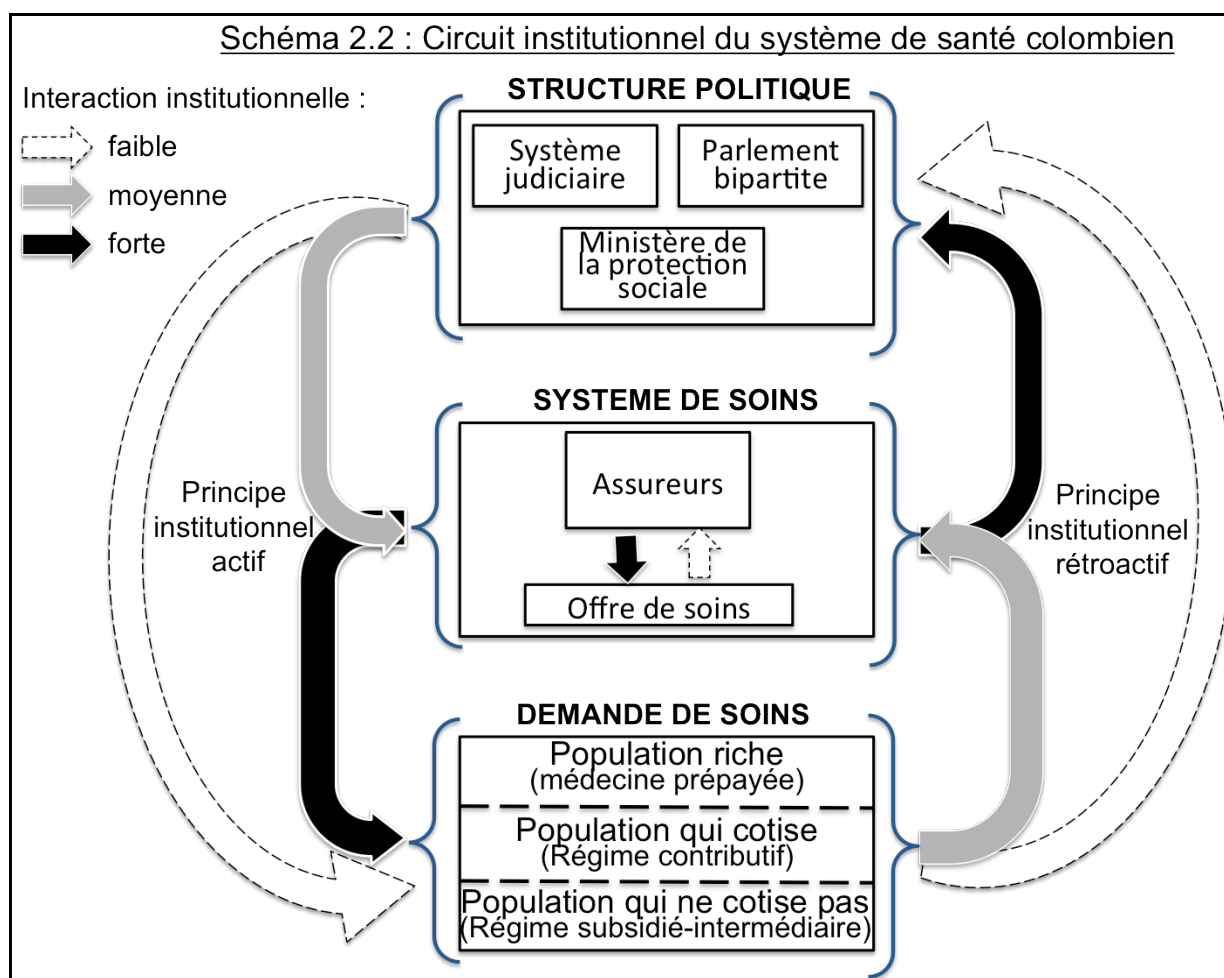 Schéma 2.2 : Circuit institutionnel du système de santé colombien
Interaction institutionnelle :
faible
moyenne
forte
STRUCTURE POLITIQUE
Système
judiciaire
Parlement
bipartite
Ministère de
la protection
sociale
SYSTEME DE SOINS
Assureurs
Offre de soins
Principe
institutionnel
actif
Principe
institutionnel
rétroactif
DEMANDE DE SOINS
Population riche
(médecine prépayée)
Population qui cotise
(Régime contributif)
Population qui ne cotise pas
(Régime subsidié-intermédiaire)